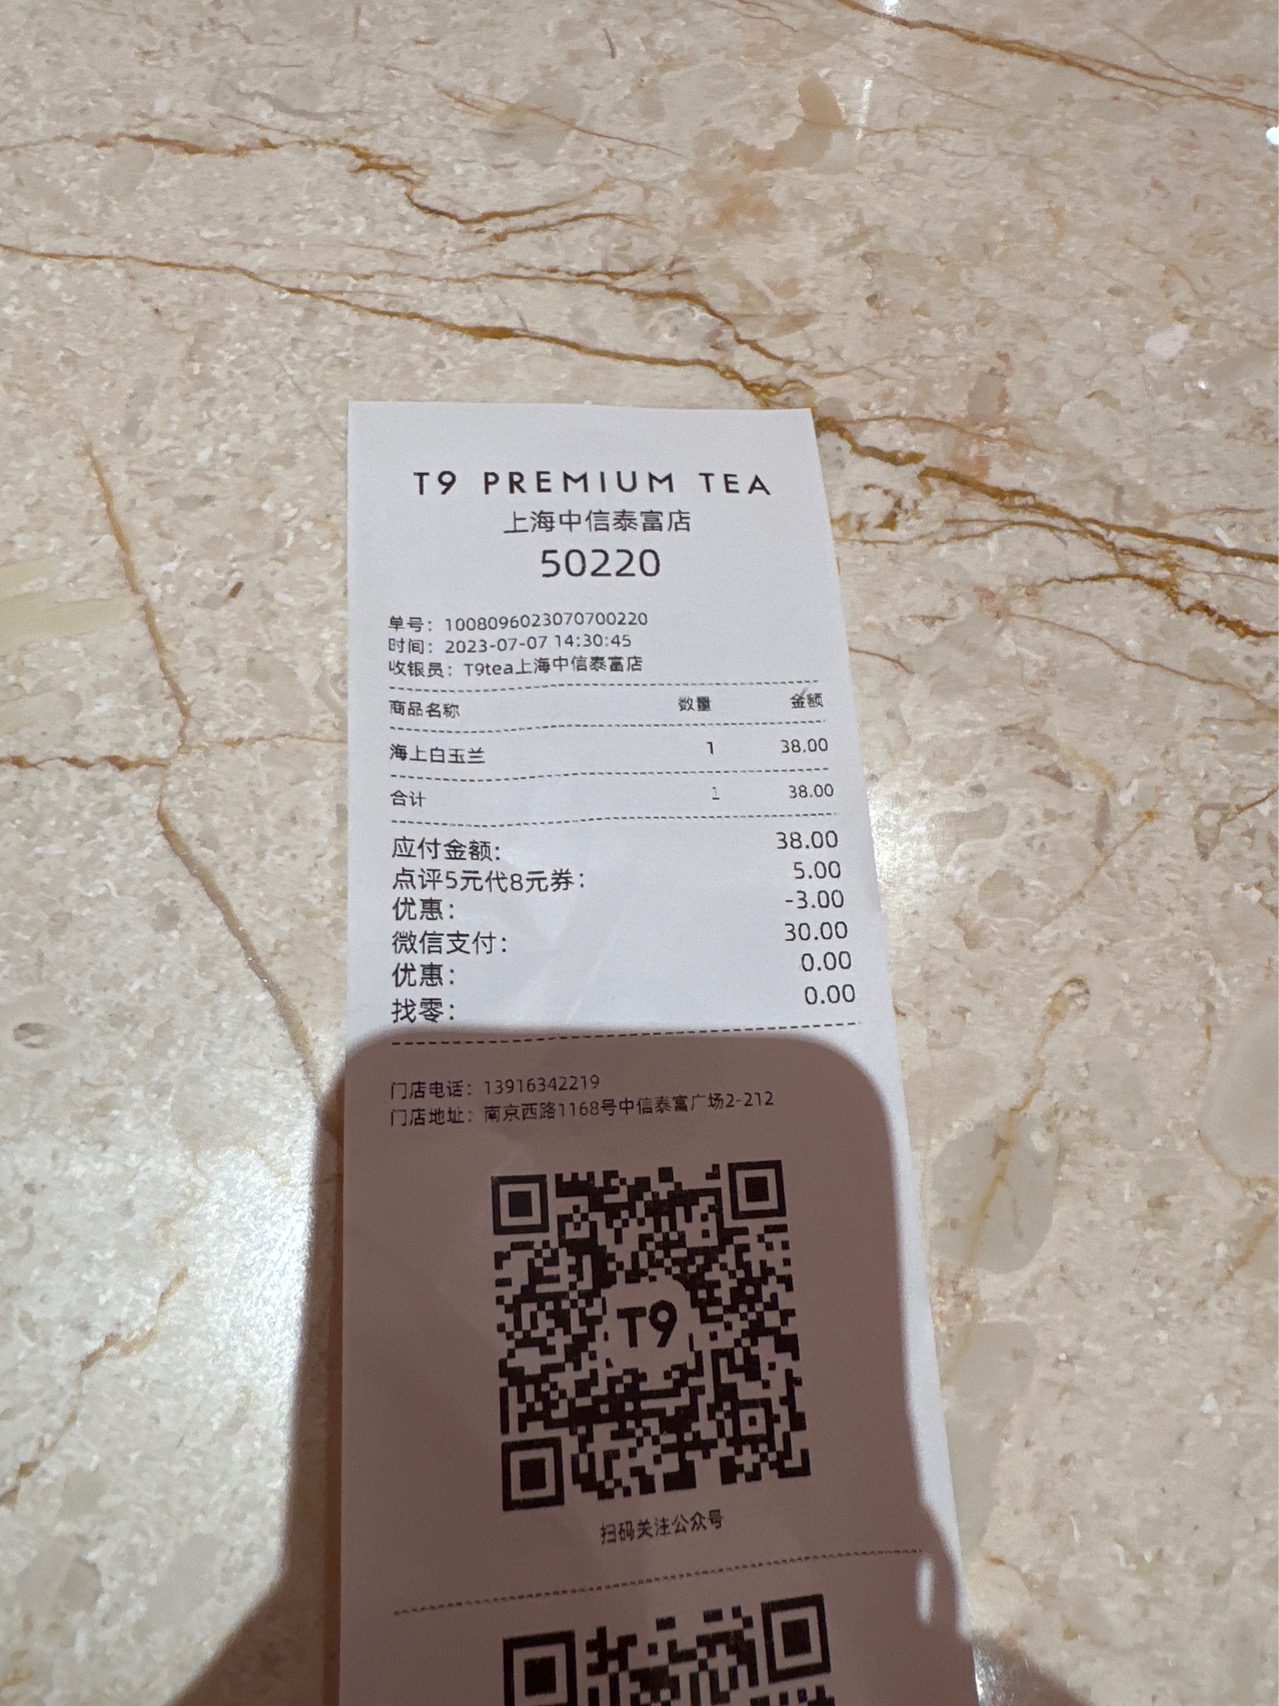 T9 PREMIUM TEA
上海中信泰富店
50220
单号：1008096023070700220
时间：2023-07-07 14:30:45
收银员：T9tea上海中信泰富店
商品名称 数量 金额
海上白玉兰 1 38.00
合计 1 38.00
应付金额： 38.00
点评5元代8元券： 5.00
优惠： -3.00
微信支付： 30.00
优惠： 0.00
找零： 0.00
门店电话：13916342219
门店地址：南京西路1168号中信泰富广场2-212
T9
扫码关注公众号